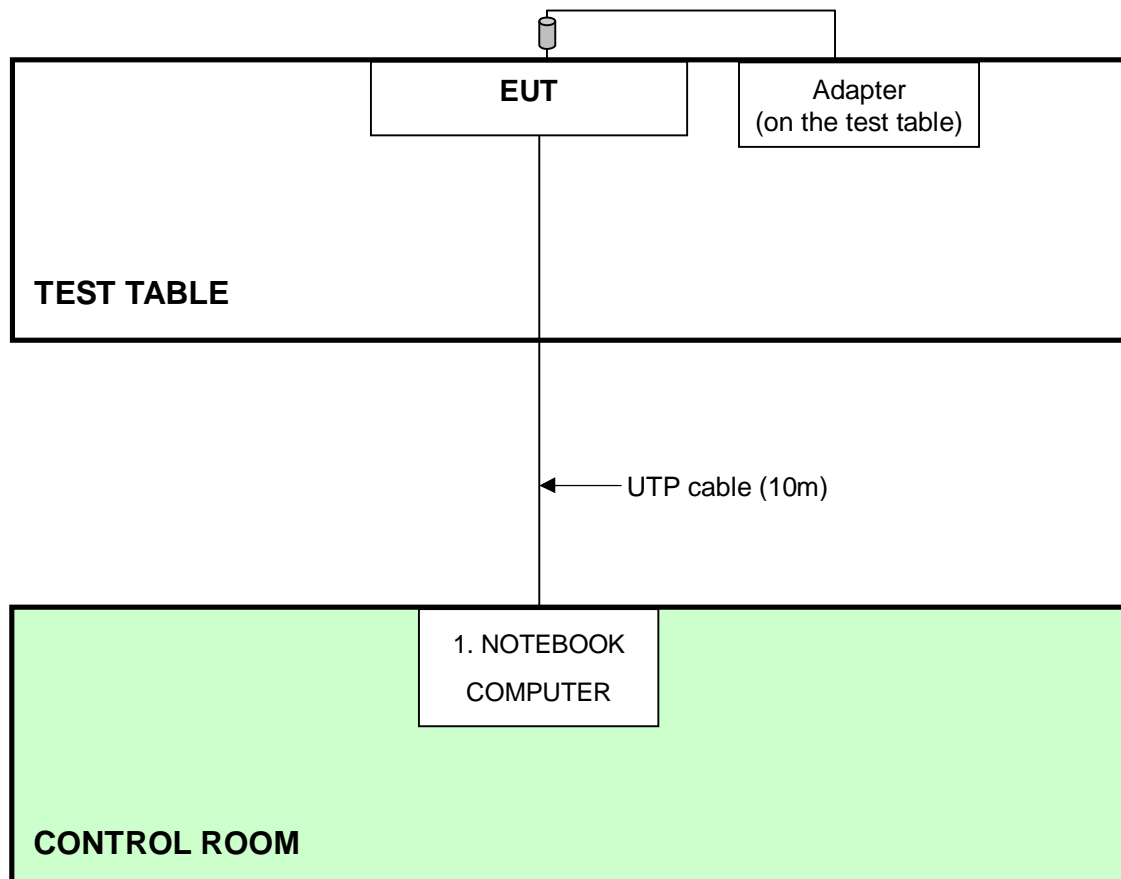 EUT
Adapter
(on the test table)
TEST TABLE
UTP cable (10m)
1. NOTEBOOK
COMPUTER
CONTROL ROOM